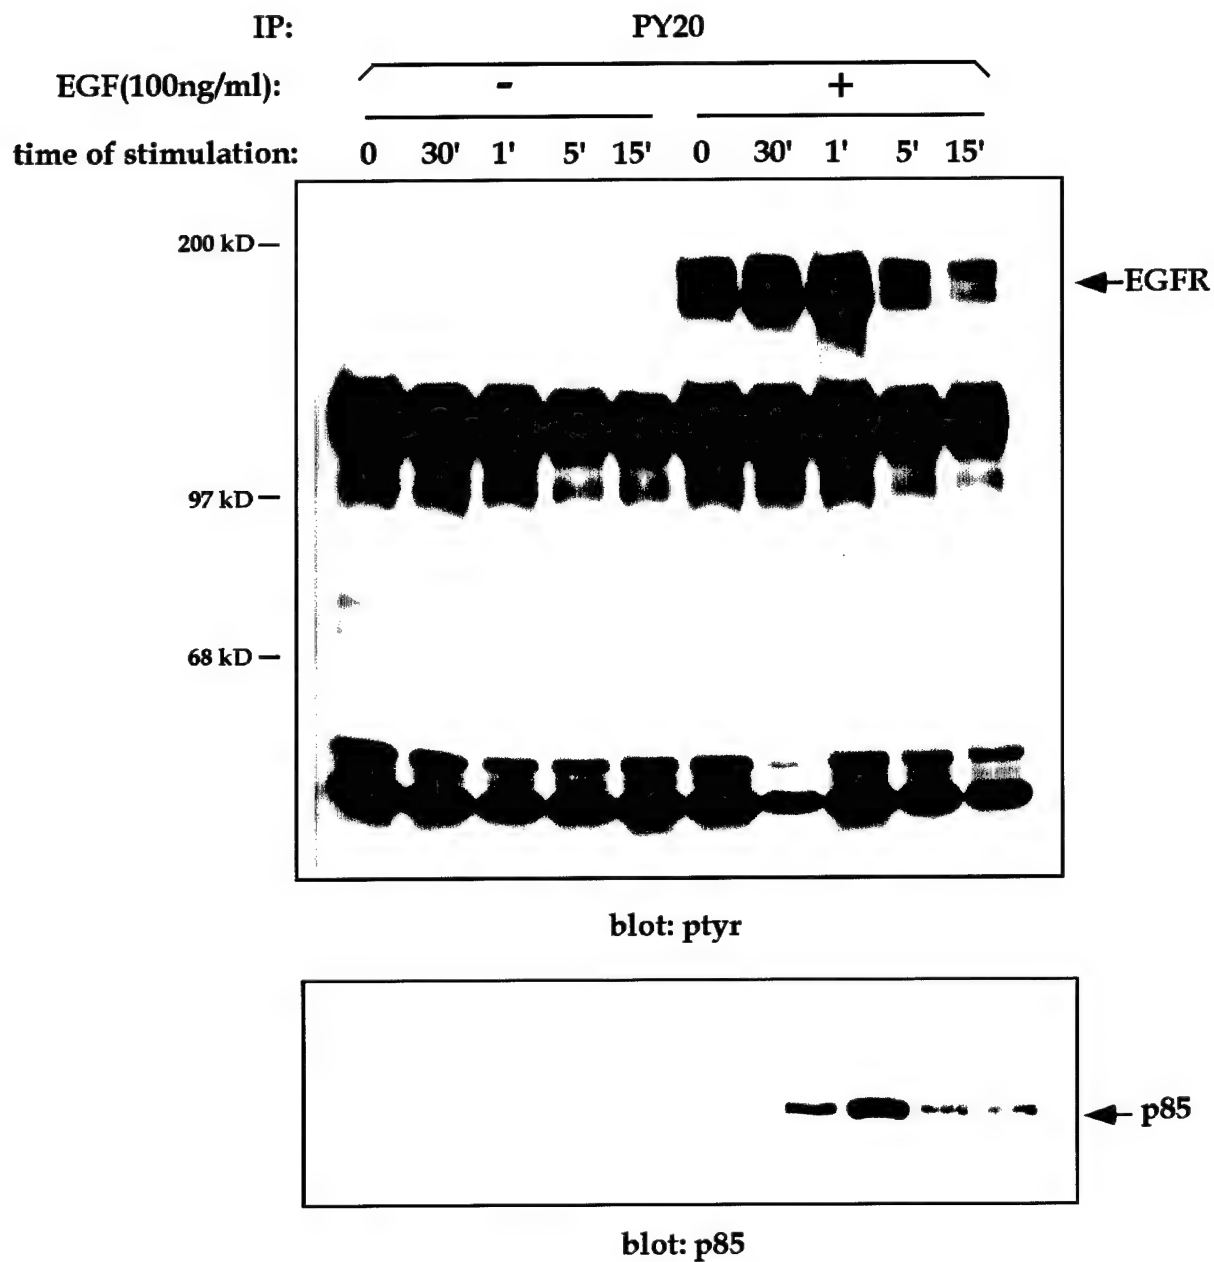 IP: PY20
EGF(100ng/ml): - +
time of stimulation: 0 30' 1' 5' 15' 0 30' 1' 5' 15'
200 kD
EGFR
97 kD
68 kD
blot: ptyr
p85
blot: p85